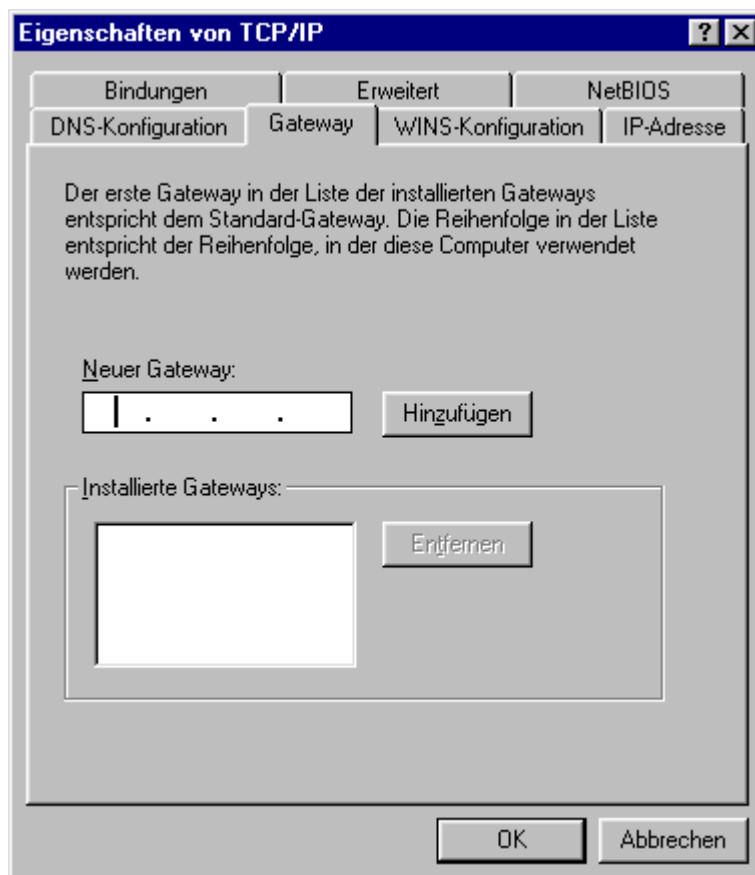 Eigenschaften von TCP/IP
Bindungen Erweitert NetBIOS
DNS-Konfiguration Gateway WINS-Konfiguration IP-Adresse
Der erste Gateway in der Liste der installierten Gateways
entspricht dem Standard-Gateway. Die Reihenfolge in der Liste
entspricht der Reihenfolge, in der diese Computer verwendet
werden.
Neuer Gateway:
. . . Hinzufügen
Installierte Gateways:
Entfernen
OK Abbrechen